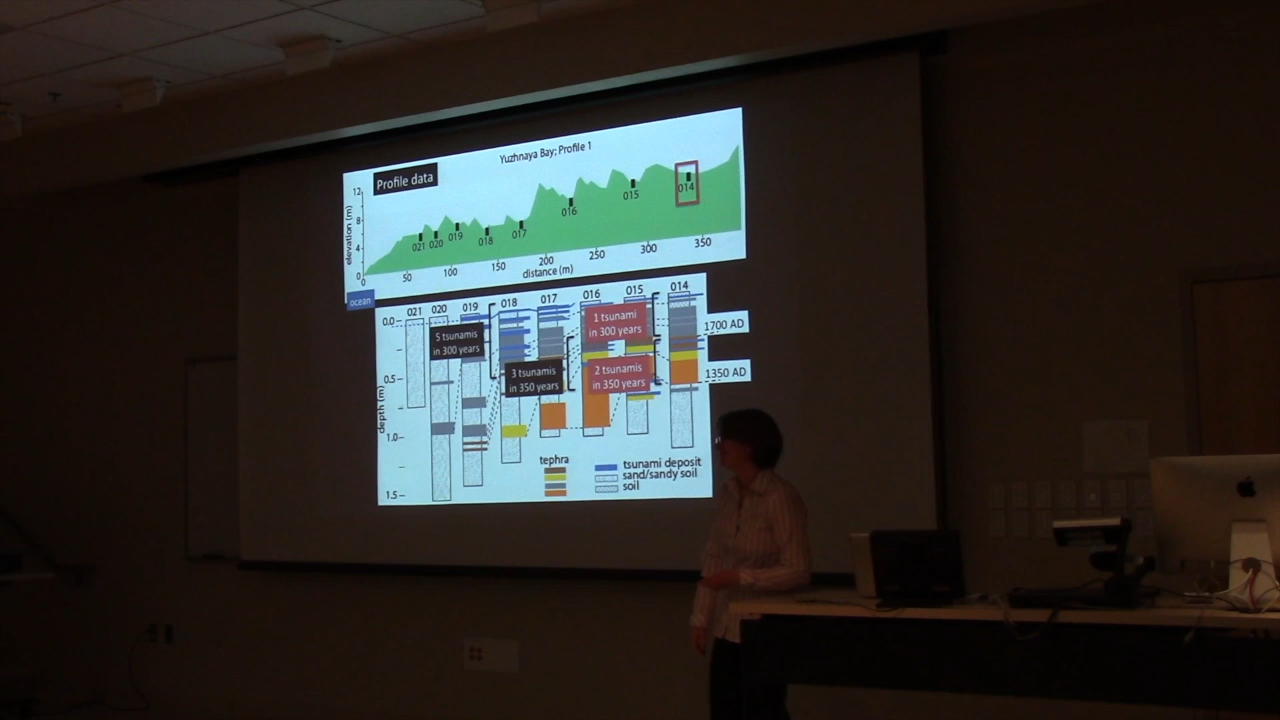 Yuzhnaya Bay; Profile 1
Profile data
elevation (m)
12
8
4
0
021
020
019
018
017
016
015
014
0
50
100
150
200
250
300
350
distance (m)
ocean
021
020
019
018
017
016
015
014
depth (m)
0.0
0.5
1.0
1.5
5 tsunamis
in 300 years
1 tsunami
in 300 years
3 tsunamis
in 350 years
2 tsunamis
in 350 years
1700 AD
1350 AD
tephra
tsunami deposit
sand/sandy soil
soil